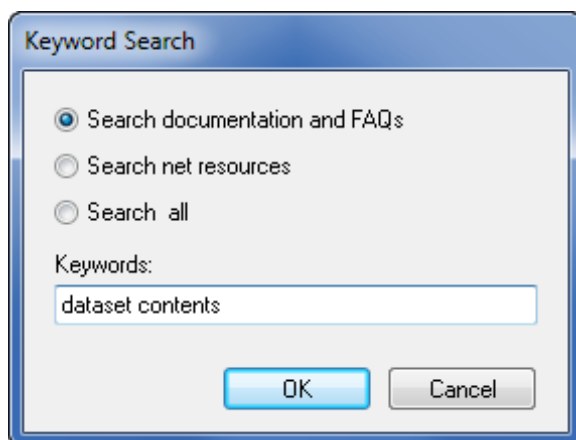 Keyword Search
Search documentation and FAQs
Search net resources
Search  all
Keywords:
dataset contents
OK
Cancel